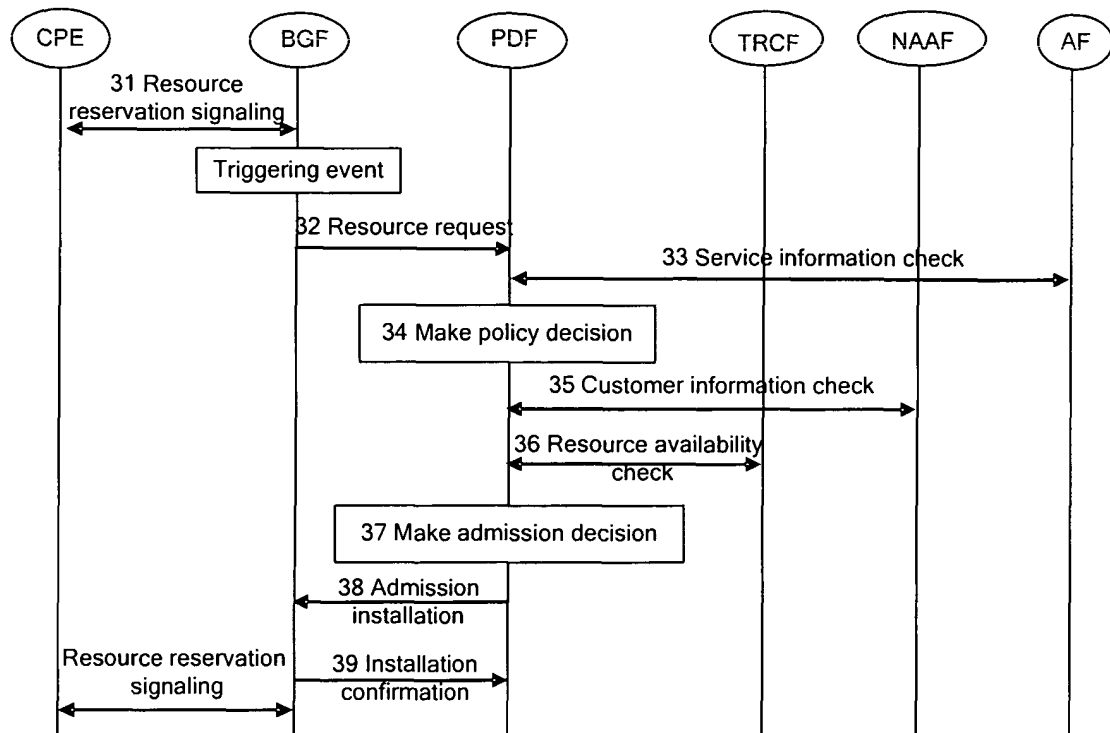 CPE
BGF
PDF
TRCF
NAAF
AF
31 Resource
reservation signaling
Triggering event
32 Resource request
33 Service information check
34 Make policy decision
35 Customer information check
36 Resource availability
check
37 Make admission decision
38 Admission
installation
Resource reservation
signaling
39 Installation
confirmation